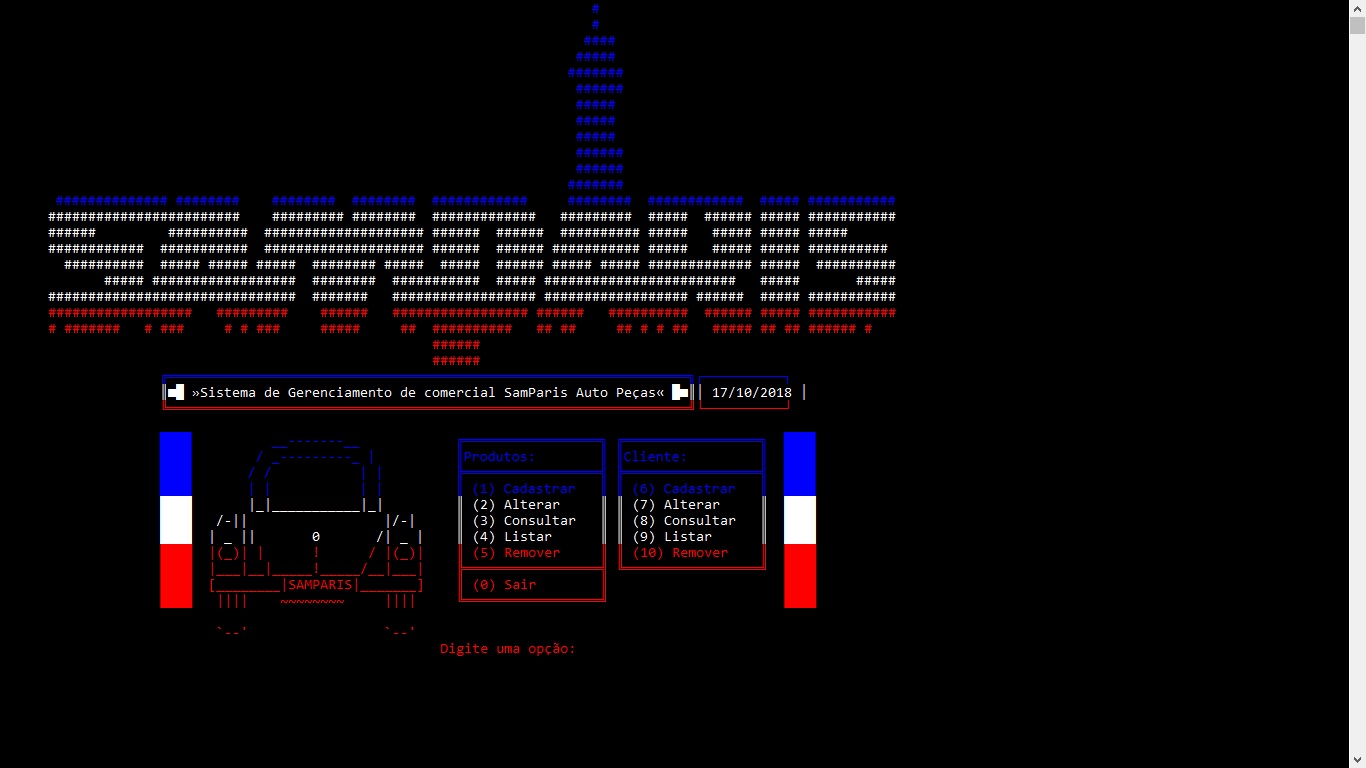 SAMPARIS
»Sistema de Gerenciamento de comercial SamParis Auto Peças« 17/10/2018
Produtos: Cliente:
(1) Cadastrar (6) Cadastrar
(2) Alterar (7) Alterar
(3) Consultar (8) Consultar
(4) Listar (9) Listar
(5) Remover (10) Remover
SAMPARIS
(0) Sair
Digite uma opção: